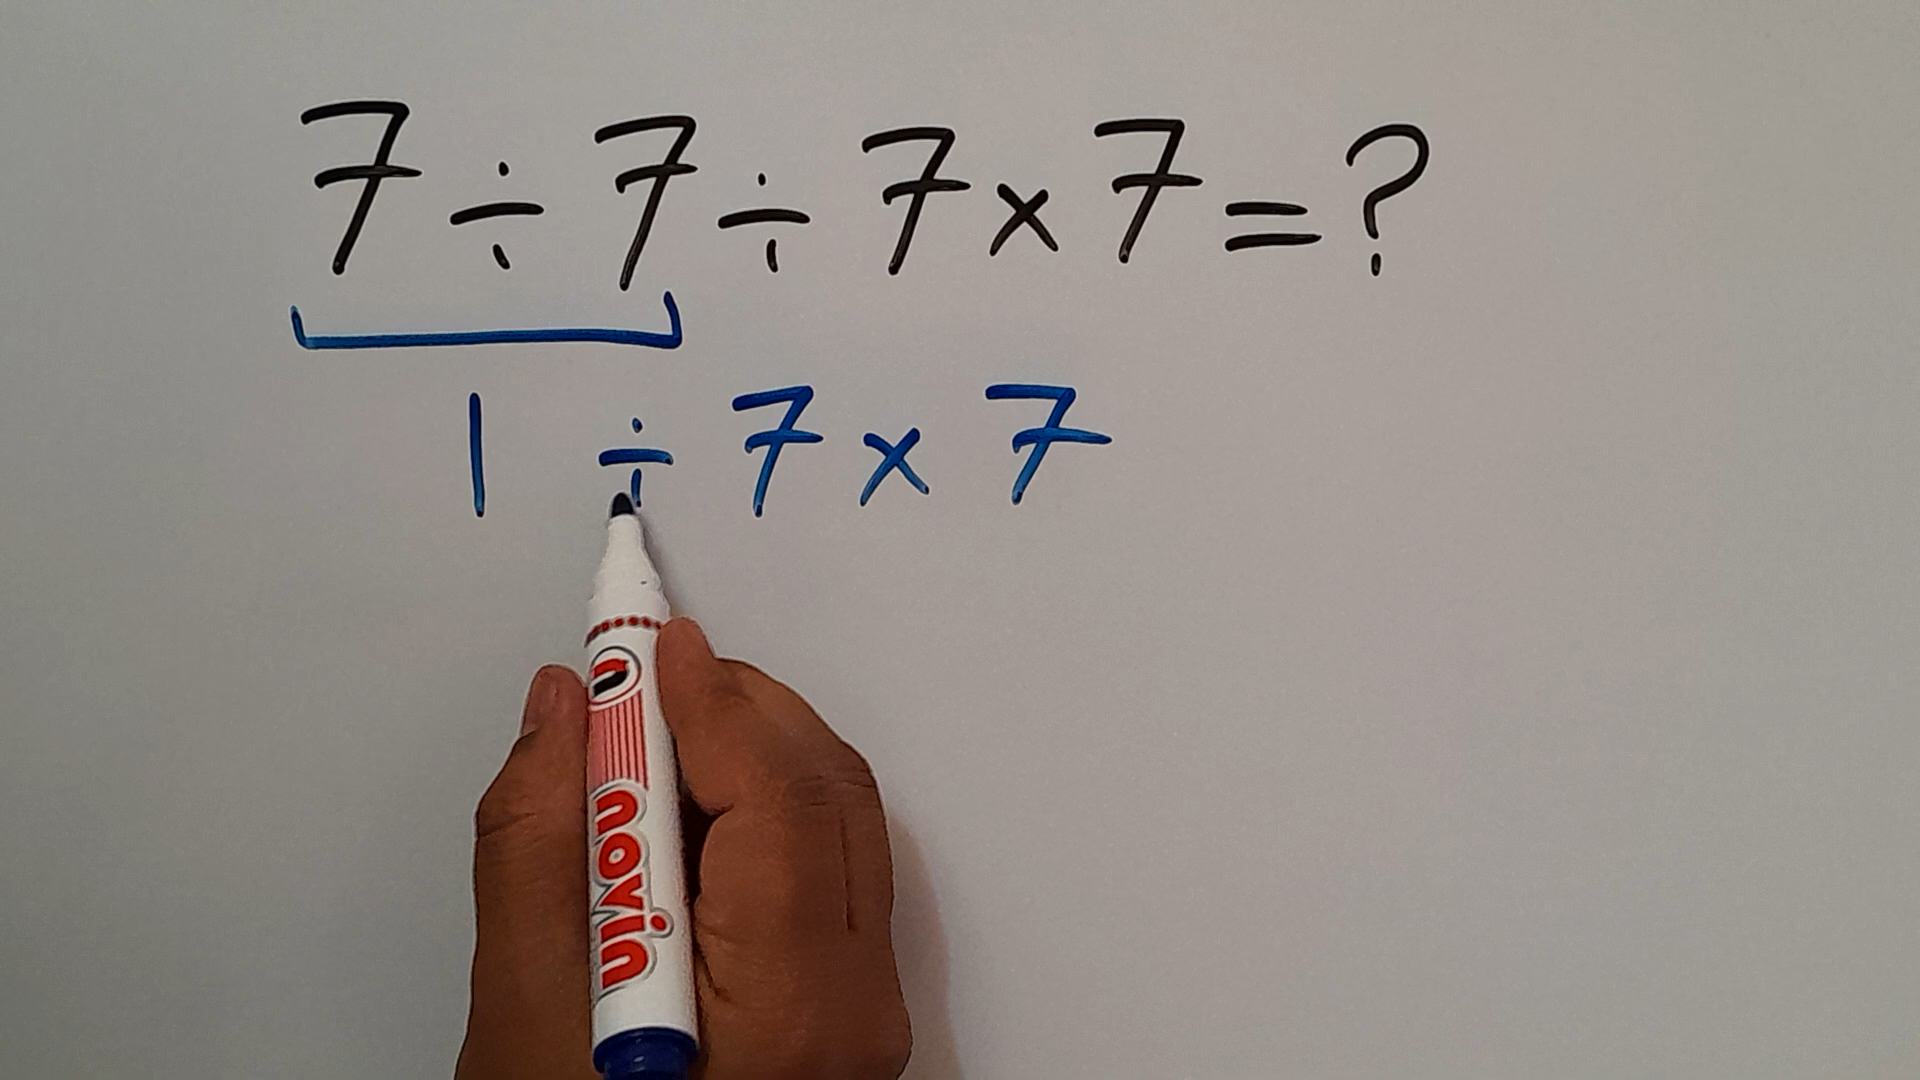 7 ÷ 7 ÷ 7 × 7 = ?
1 ÷ 7 × 7
n novin